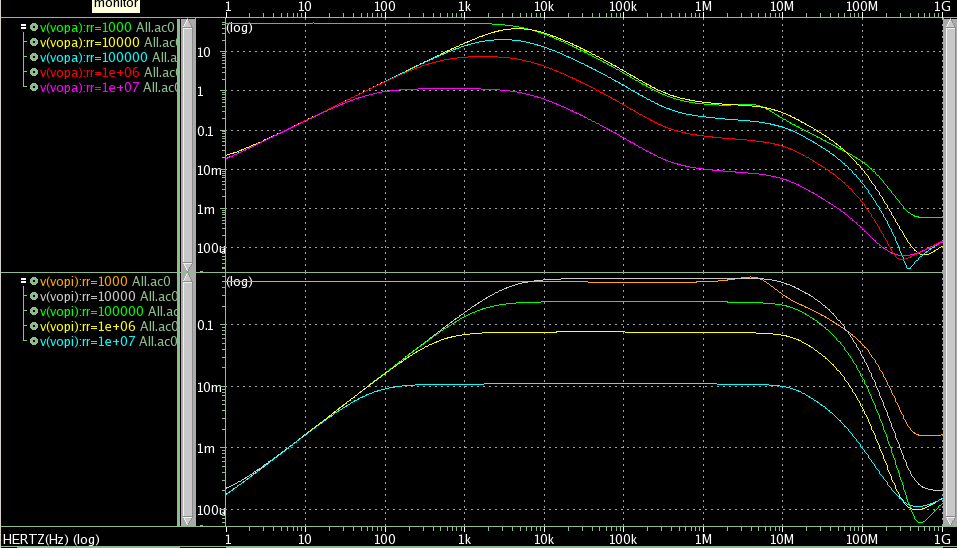 monitor
1 10 100 1k 10k 100k 1M 10M 100M 1G
v(vopa):rr=1000 All.ac0
v(vopa):rr=10000 All.ac0
v(vopa):rr=100000 All.a
v(vopa):rr=1e+06 All.ac
v(vopa):rr=1e+07 All.ac
(log)
10
1
0.1
10m
1m
100u
v(vopi):rr=1000 All.ac0
v(vopi):rr=10000 All.ac0
v(vopi):rr=100000 All.ac
v(vopi):rr=1e+06 All.ac0
v(vopi):rr=1e+07 All.ac0
(log)
0.1
10m
1m
100u
HERTZ(Hz) (log)
1 10 100 1k 10k 100k 1M 10M 100M 1G